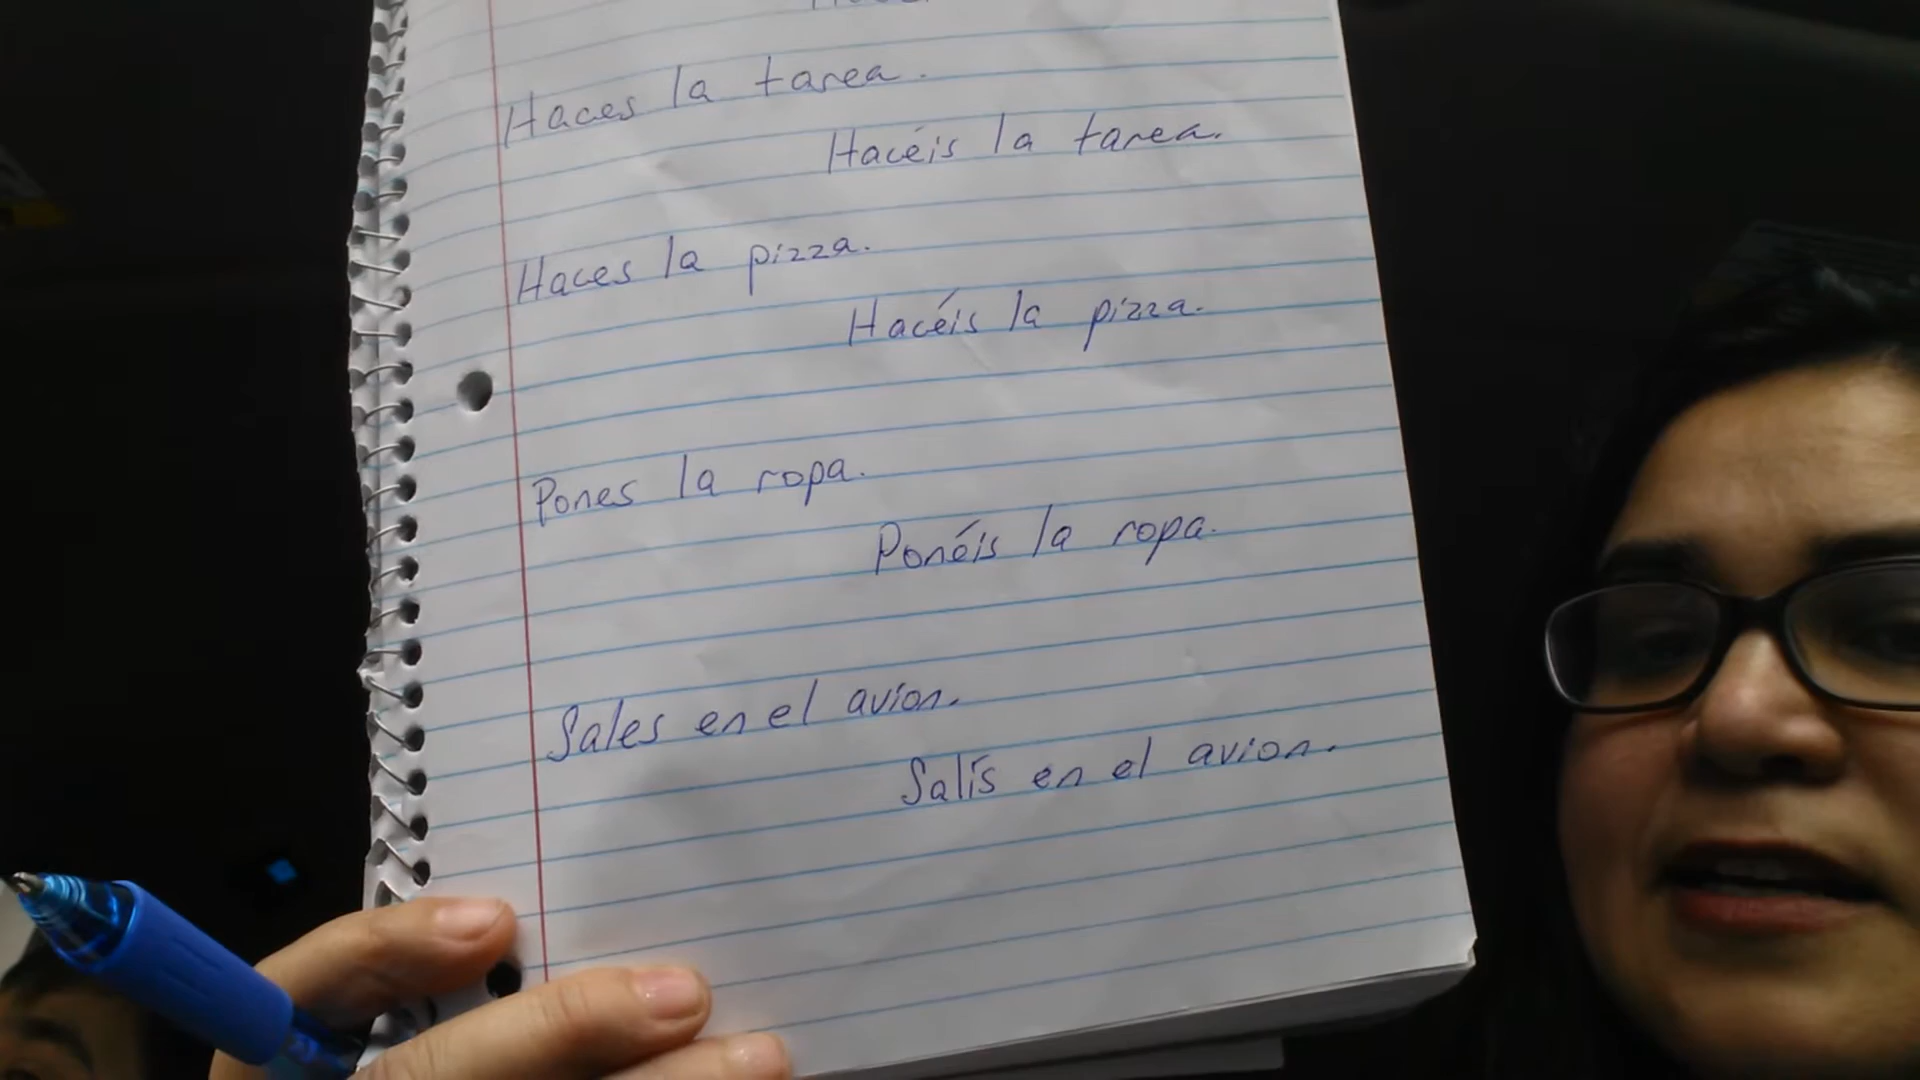 Haces la tarea.
Hacéis la tarea.
Haces la pizza.
Hacéis la pizza.
Pones la ropa.
Ponéis la ropa.
Sales en el avion.
Salís en el avion.